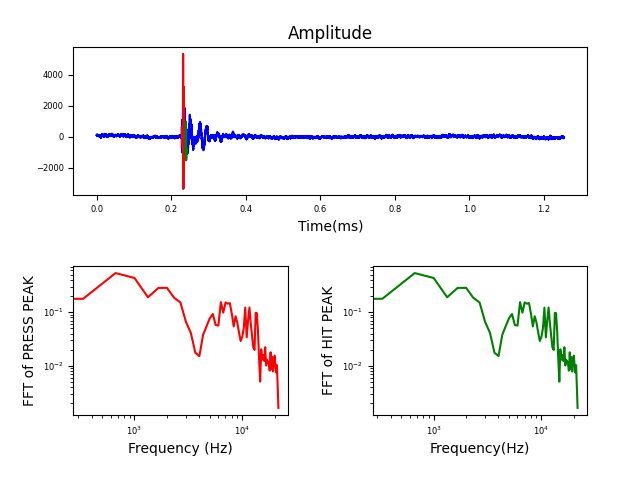 Amplitude
4000
2000
0
−2000
0.0 0.2 0.4 0.6 0.8 1.0 1.2
Time(ms)
FFT of PRESS PEAK
10⁻¹
10⁻²
10³ 10⁴
Frequency (Hz)
FFT of HIT PEAK
10⁻¹
10⁻²
10³ 10⁴
Frequency(Hz)